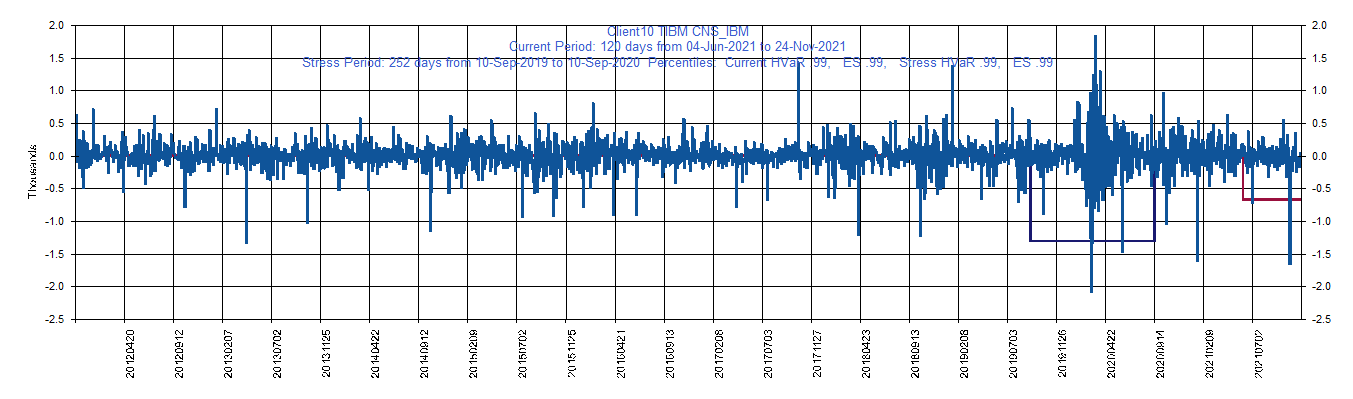 Client10 TIBM CNS_IBM
Current Period: 120 days from 04-Jun-2021 to 24-Nov-2021
Stress Period: 252 days from 10-Sep-2019 to 10-Sep-2020 Percentiles: Current HVaR .99, ES .99, Stress HVaR .99, ES .99
2.0 2.0
1.5 1.5
1.0 1.0
0.5 0.5
0.0 0.0
-0.5 -0.5
-1.0 -1.0
-1.5 -1.5
-2.0 -2.0
-2.5 -2.5
Thousands
20120420 20120912 20130207 20130702 20131125 20140422 20140912 20150209 20150702 20151125 20160421 20160913 20170208 20170703 20171127 20180423 20180913 20190208 20190703 20191126 20200422 20200914 20210209 20210702